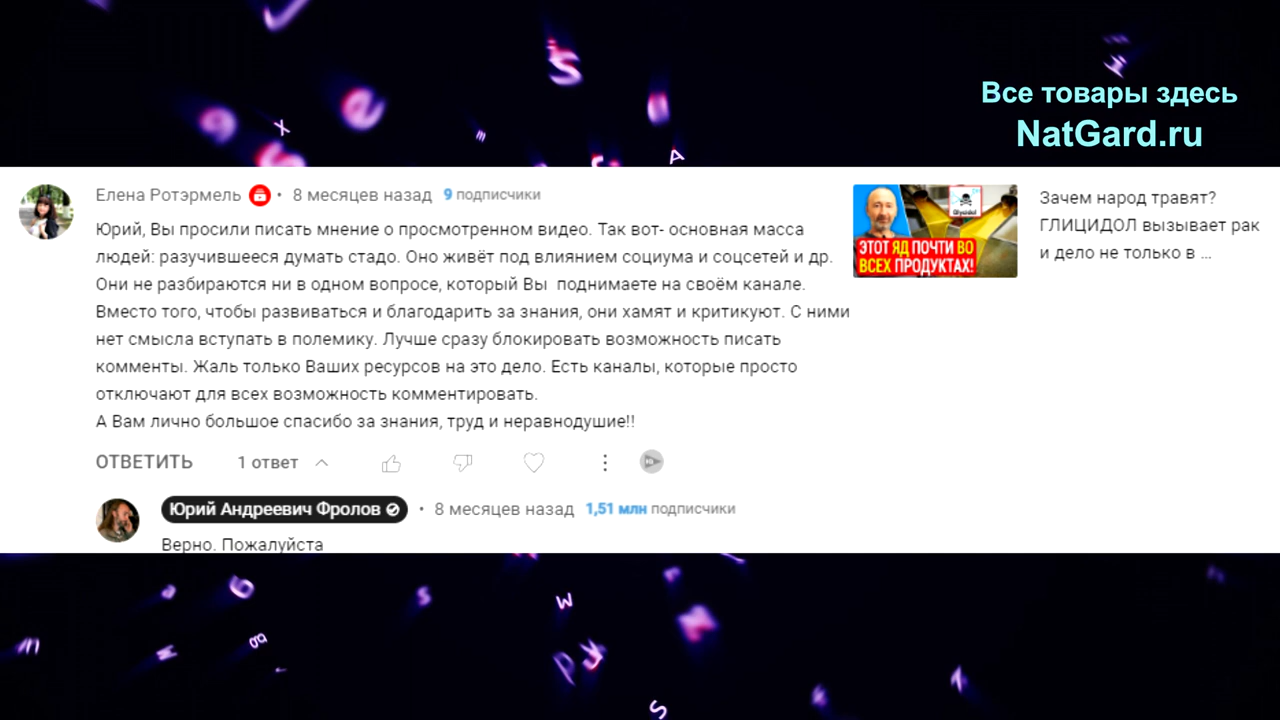 Все товары здесь
NatGard.ru
Елена Ротэрмель • 8 месяцев назад 9 подписчики
Юрий, Вы просили писать мнение о просмотренном видео. Так вот- основная масса
людей: разучившееся думать стадо. Оно живёт под влиянием социума и соцсетей и др.
Они не разбираются ни в одном вопросе, который Вы поднимаете на своём канале.
Вместо того, чтобы развиваться и благодарить за знания, они хамят и критикуют. С ними
нет смысла вступать в полемику. Лучше сразу блокировать возможность писать
комменты. Жаль только Ваших ресурсов на это дело. Есть каналы, которые просто
отключают для всех возможность комментировать.
А Вам лично большое спасибо за знания, труд и неравнодушие!!
ОТВЕТИТЬ 1 ответ
Юрий Андреевич Фролов • 8 месяцев назад 1,51 млн подписчики
Верно. Пожалуйста
Glycidol
ЭТОТ ЯД ПОЧТИ ВО
ВСЕХ ПРОДУКТАХ!
Зачем народ травят?
ГЛИЦИДОЛ вызывает рак
и дело не только в ...